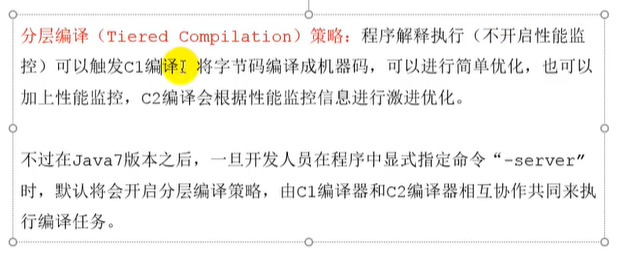 分层编译（Tiered Compilation）策略：程序解释执行（不开启性能监
控）可以触发C1编译，将字节码编译成机器码，可以进行简单优化，也可以
加上性能监控，C2编译会根据性能监控信息进行激进优化。
不过在Java7版本之后，一旦开发人员在程序中显式指定命令“-server”
时，默认将会开启分层编译策略，由C1编译器和C2编译器相互协作共同来执
行编译任务。